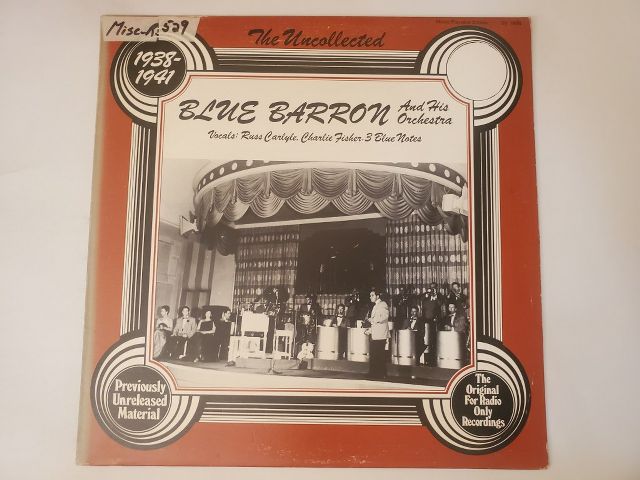 Misc-R 529
The Uncollected
1938-
1941
BLUE BARRON And His
Orchestra
Vocals: Russ Carlyle, Charlie Fisher-3 Blue Notes
Previously
Unreleased
Material
The
Original
For Radio
Only
Recordings